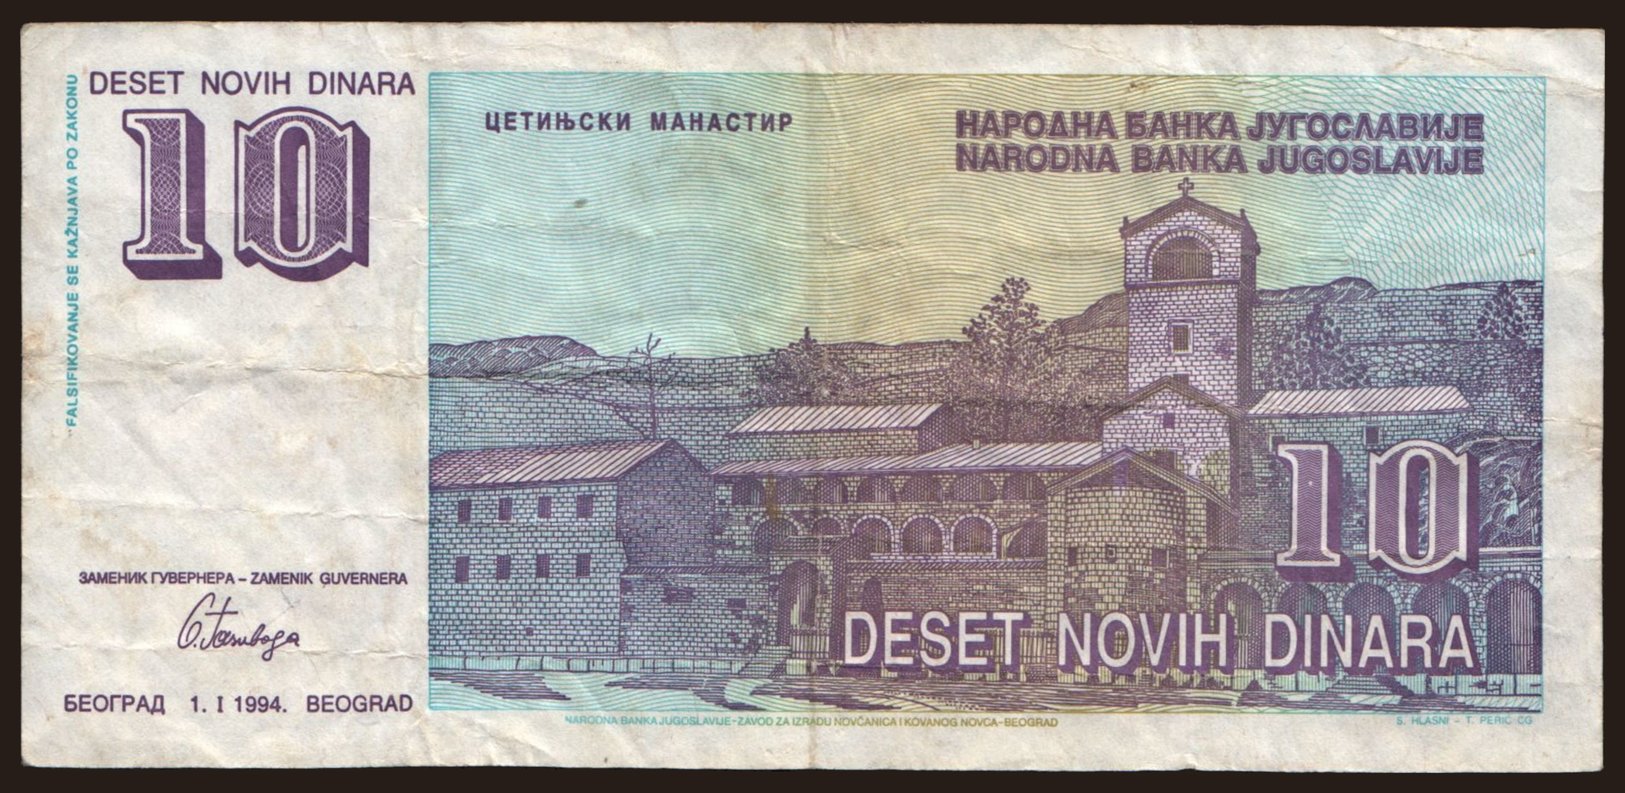 DESET NOVIH DINARA
10
FALSIFIKOVANJE SE KAŽNJAVA PO ZAKONU
ЦЕТИЊСКИ МАНАСТИР
НАРОДНА БАНКА ЈУГОСЛАВИЈЕ
NARODNA BANKA JUGOSLAVIJE
10
DESET NOVIH DINARA
ЗАМЕНИК ГУВЕРНЕРА – ZAMENIK GUVERNERA
БЕОГРАД 1. I 1994. BEOGRAD
NARODNA BANKA JUGOSLAVIJE–ZAVOD ZA IZRADU NOVČANICA I KOVANOG NOVCA–BEOGRAD
S. HLASNI – T. PERIĆ CG